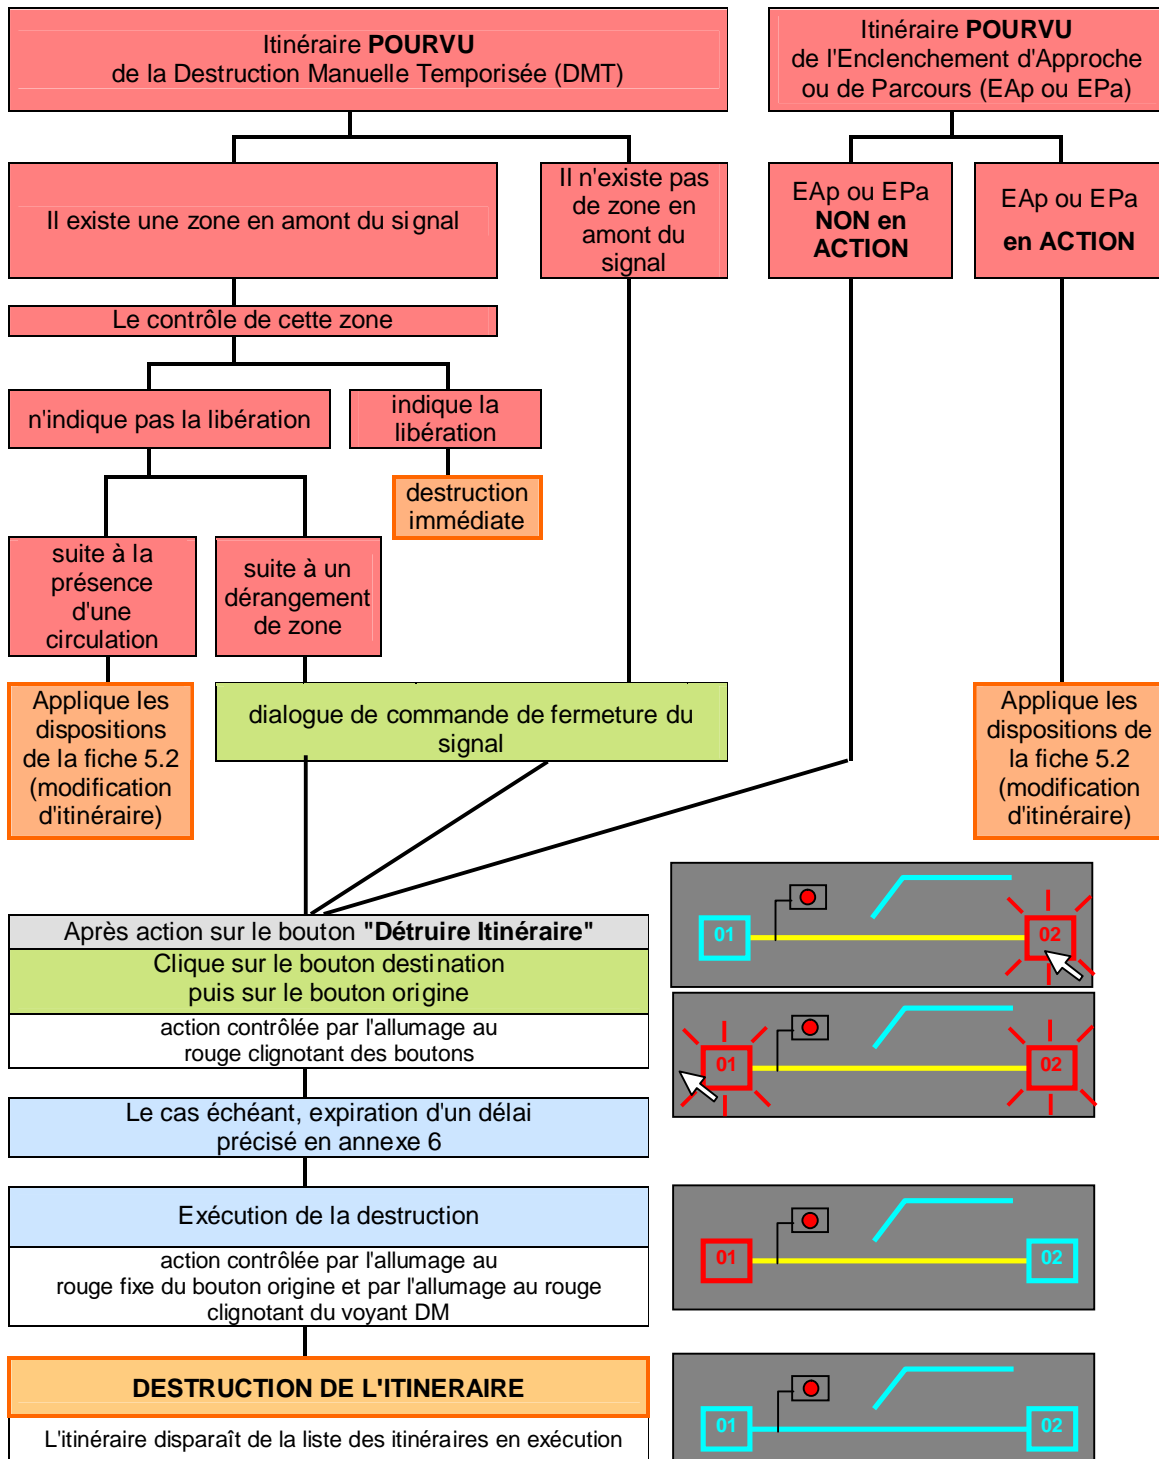 Itinéraire POURVU
de la Destruction Manuelle Temporisée (DMT)
Itinéraire POURVU
de l'Enclenchement d'Approche
ou de Parcours (EAp ou EPa)
Il existe une zone en amont du signal
Il n'existe pas
de zone en
amont du
signal
EAp ou EPa
NON en
ACTION
EAp ou EPa
en ACTION
Le contrôle de cette zone
n'indique pas la libération
indique la
libération
destruction
immédiate
suite à la
présence
d'une
circulation
suite à un
dérangement
de zone
Applique les
dispositions
de la fiche 5.2
(modification
d'itinéraire)
dialogue de commande de fermeture du
signal
Applique les
dispositions de
la fiche 5.2
(modification
d'itinéraire)
Après action sur le bouton "Détruire Itinéraire"
Clique sur le bouton destination
puis sur le bouton origine
action contrôlée par l'allumage au
rouge clignotant des boutons
01
02
01
02
Le cas échéant, expiration d'un délai
précisé en annexe 6
Exécution de la destruction
action contrôlée par l'allumage au
rouge fixe du bouton origine et par l'allumage au rouge
clignotant du voyant DM
01
02
DESTRUCTION DE L'ITINERAIRE
L'itinéraire disparaît de la liste des itinéraires en exécution
01
02